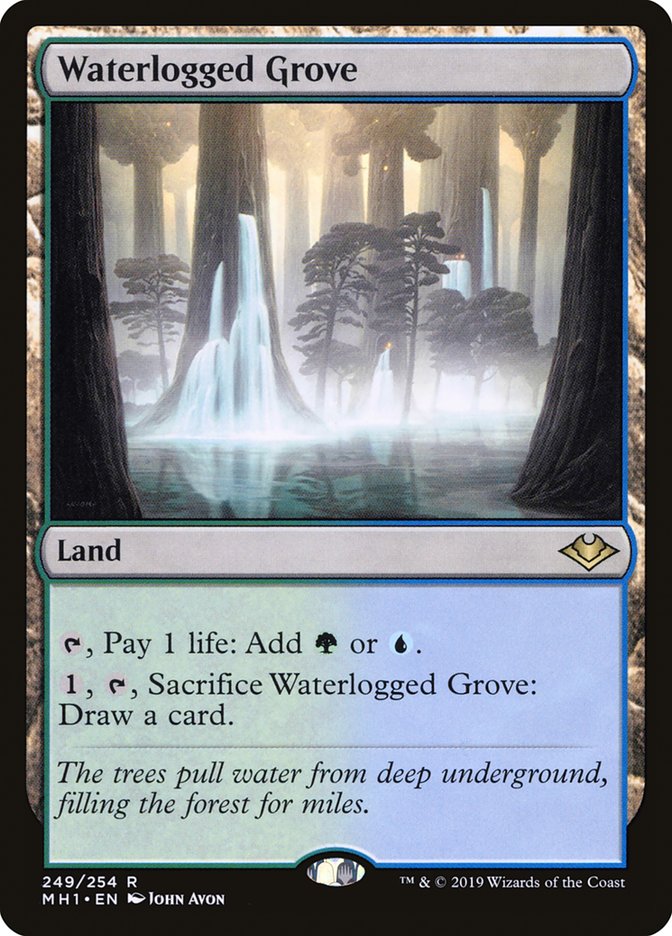 Waterlogged Grove
Land
, Pay 1 life: Add or .
1, , Sacrifice Waterlogged Grove:
Draw a card.
The trees pull water from deep underground,
filling the forest for miles.
249/254 R
MH1 • EN John Avon
™ & © 2019 Wizards of the Coast